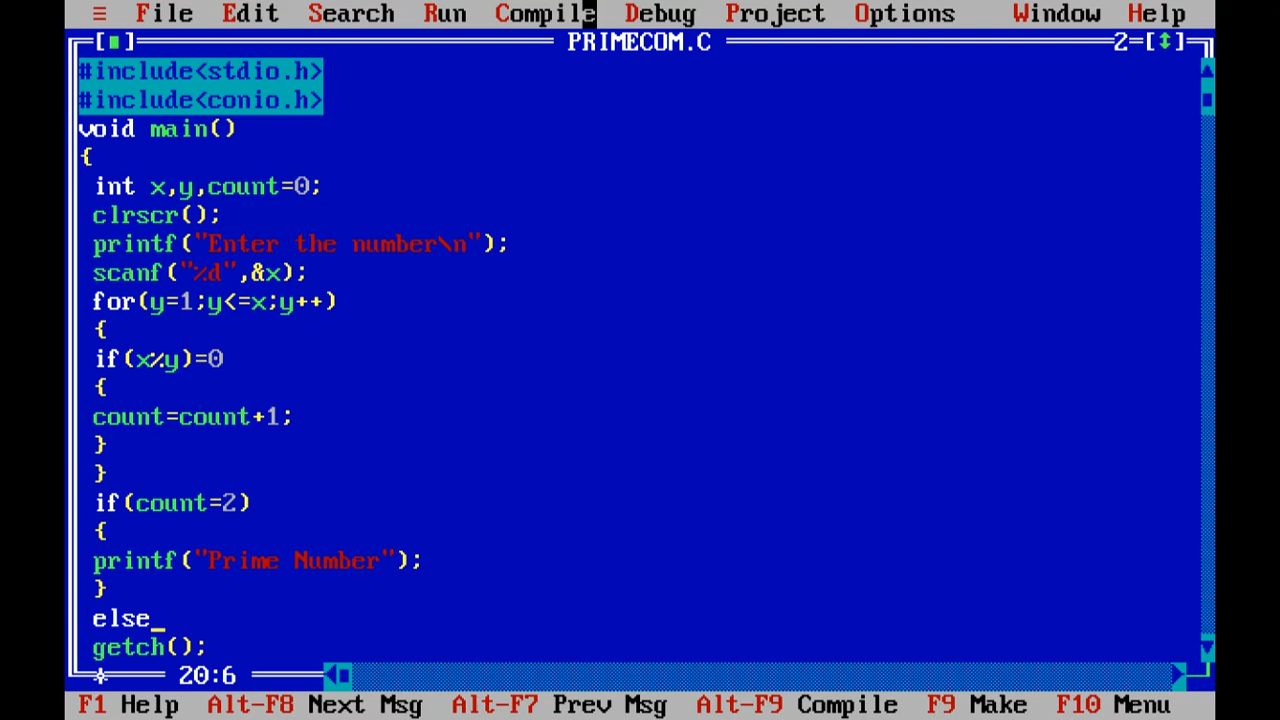 ≡ File Edit Search Run Compile Debug Project Options Window Help
[■] PRIMECOM.C 2=[↕]
#include<stdio.h>
#include<conio.h>
void main()
{
int x,y,count=0;
clrscr();
printf("Enter the number\n");
scanf("%d",&x);
for(y=1;y<=x;y++)
{
if(x%y)=0
{
count=count+1;
}
}
if(count=2)
{
printf("Prime Number");
}
else_
getch();
20:6
F1 Help Alt-F8 Next Msg Alt-F7 Prev Msg Alt-F9 Compile F9 Make F10 Menu